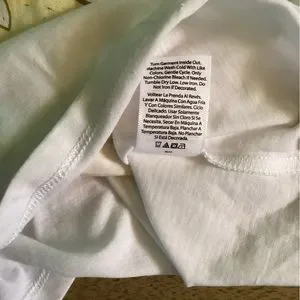 Turn Garment Inside Out.
Machine Wash Cold With Like
Colors, Gentle Cycle. Only
Non-Chlorine Bleach If Needed.
Tumble Dry Low. Low Iron. Do
Not Iron If Decorated.
Voltear La Prenda Al Revés.
Lavar A Máquina Con Agua Fría
Y Con Colores Similares. Ciclo
Delicado. Usar Solamente
Blanqueador Sin Cloro Si Se
Necesita. Secar En Máquina A
Temperatura Baja. Planchar A
Temperatura Baja. No Planchar
Si Está Decorada.